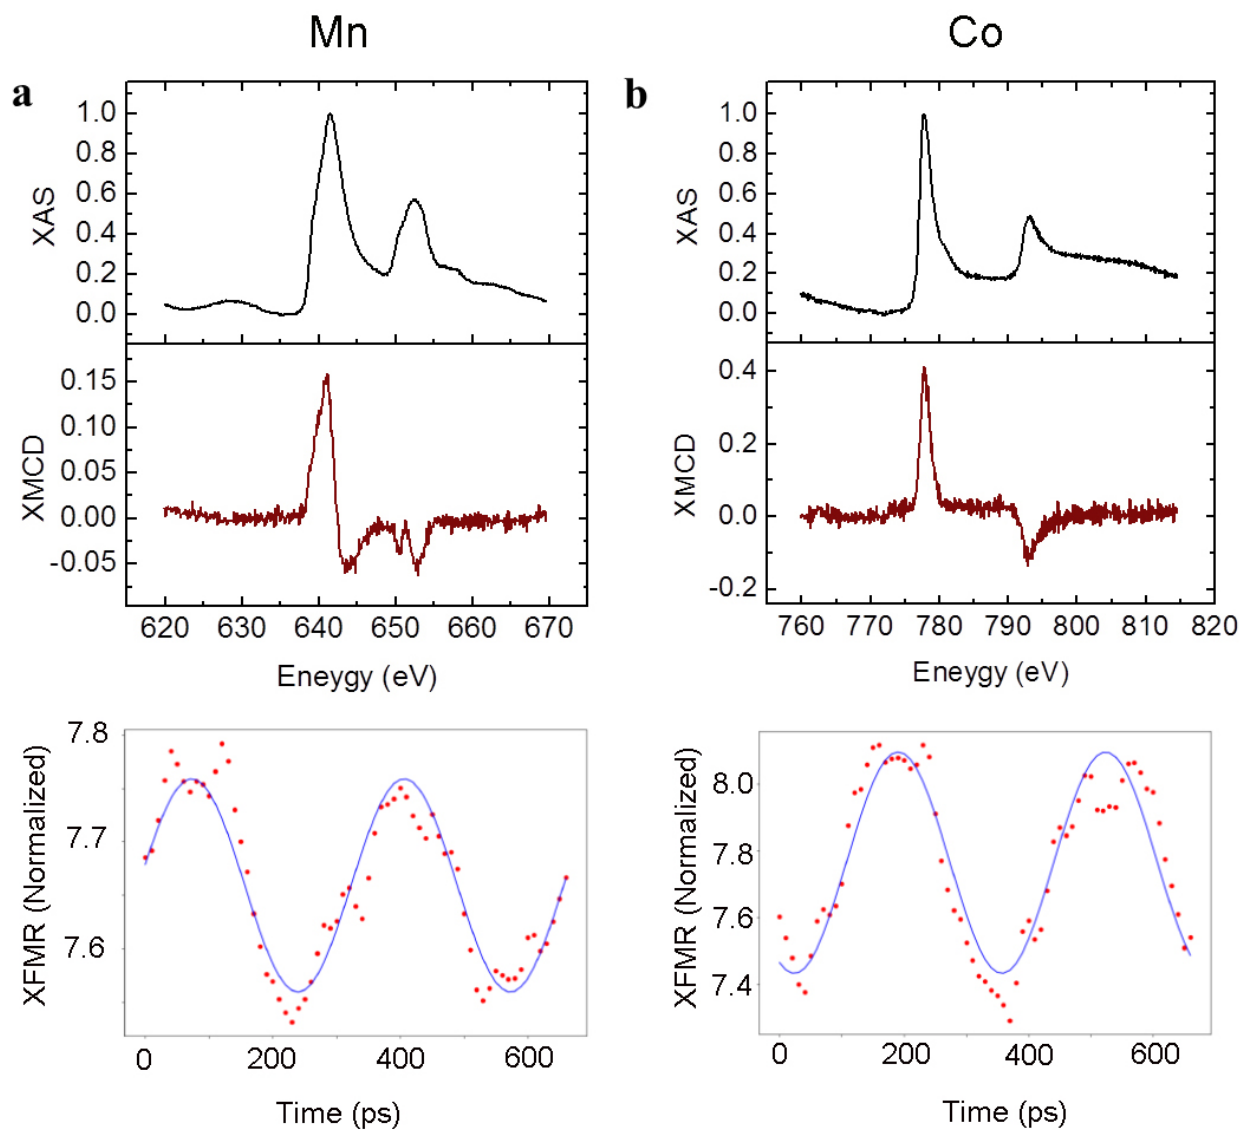 Mn
Co
a
b
XAS
1.0
0.8
0.6
0.4
0.2
0.0
XAS
1.0
0.8
0.6
0.4
0.2
0.0
XMCD
0.15
0.10
0.05
0.00
-0.05
XMCD
0.4
0.2
0.0
-0.2
620 630 640 650 660 670
760 770 780 790 800 810 820
Eneygy (eV)
Eneygy (eV)
XFMR (Normalized)
7.8
7.7
7.6
XFMR (Normalized)
8.0
7.8
7.6
7.4
0 200 400 600
0 200 400 600
Time (ps)
Time (ps)